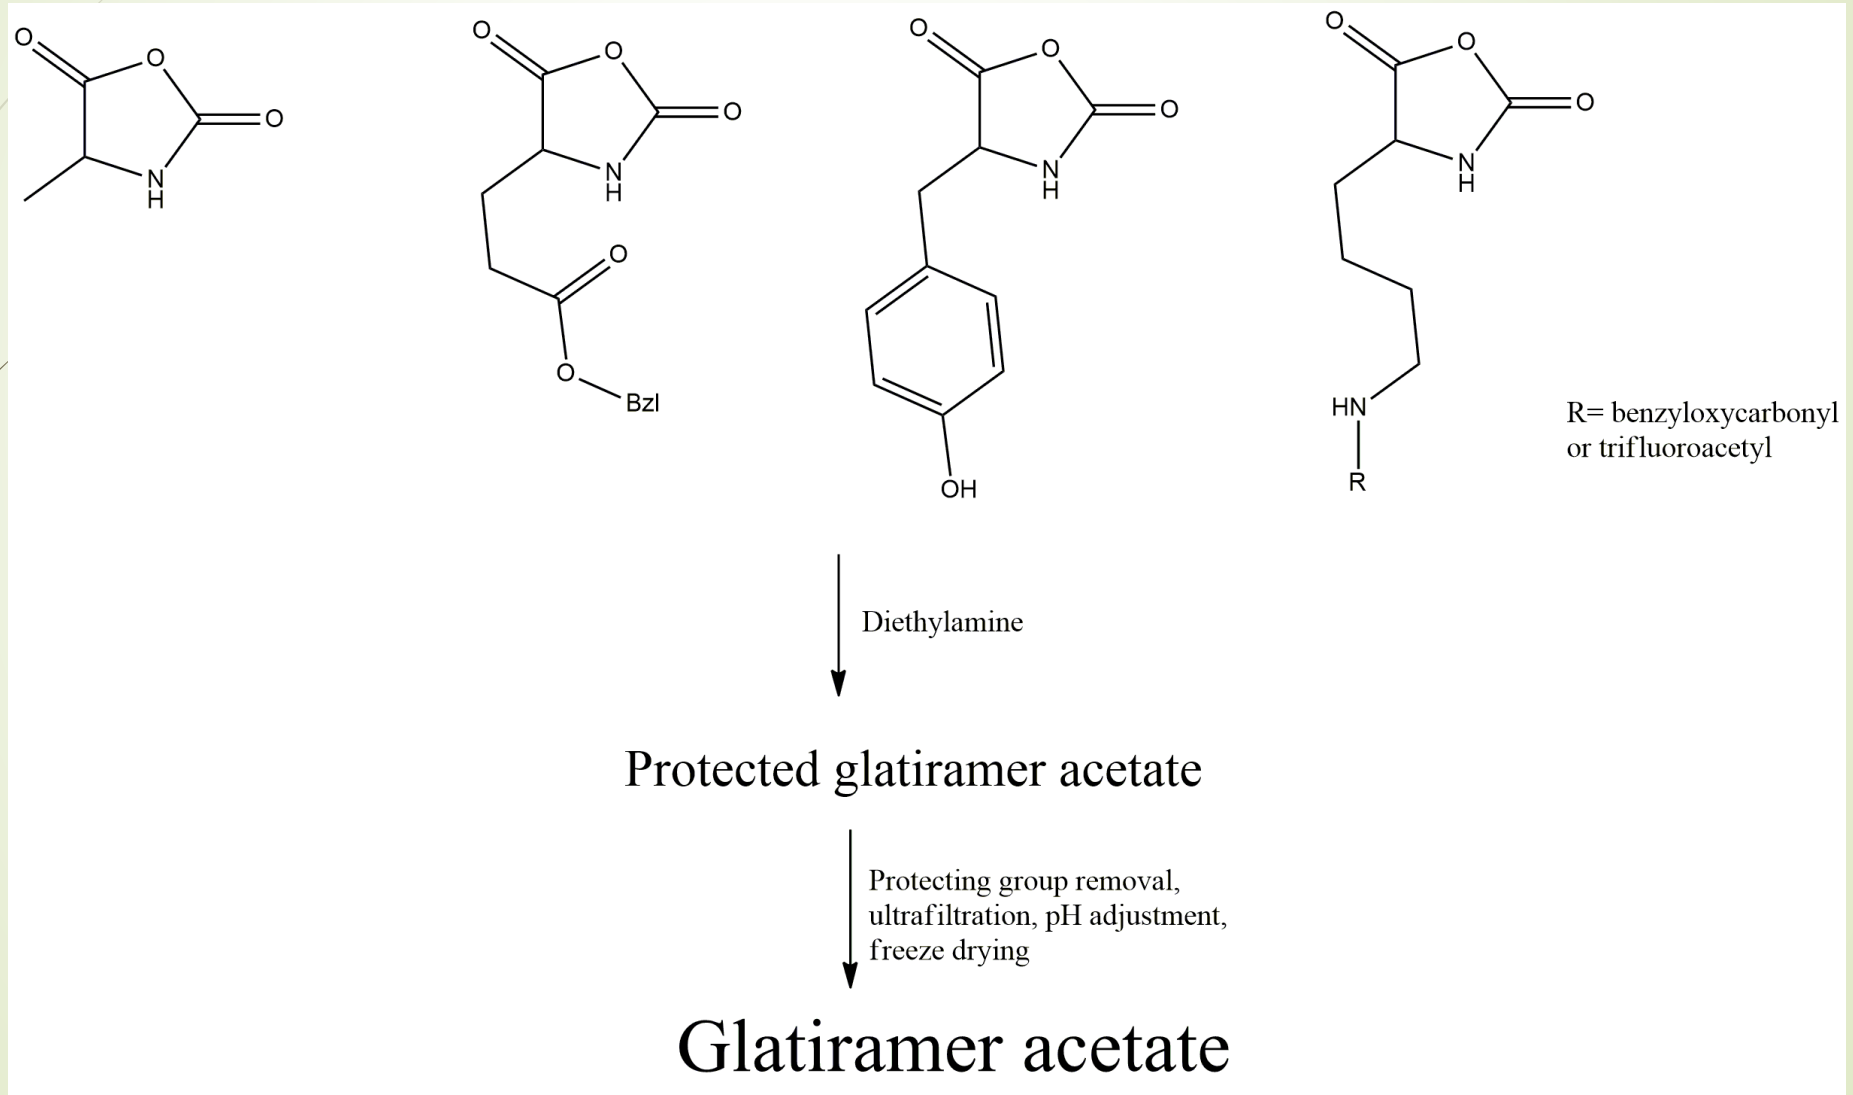 O
O
O
N
H
O
O
O
N
H
O
O
Bzl
O
O
O
N
H
OH
O
O
O
N
H
HN
R
R= benzyloxycarbonyl
or trifluoroacetyl
Diethylamine
Protected glatiramer acetate
Protecting group removal,
ultrafiltration, pH adjustment,
freeze drying
Glatiramer acetate